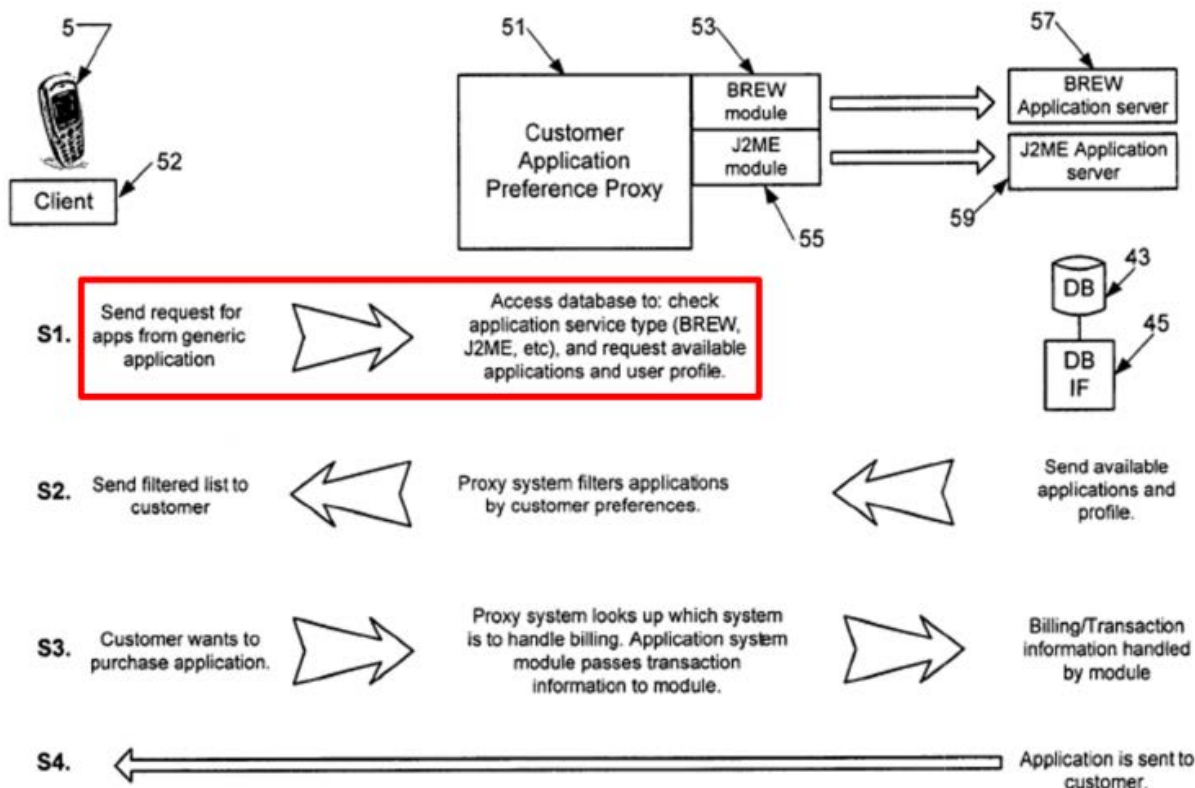 5
51
53
57
Client
52
Customer
Application
Preference Proxy
BREW
module
J2ME
module
55
BREW
Application server
J2ME Application
server
59
43
DB
DB
IF
45
S1.
Send request for
apps from generic
application
Access database to: check
application service type (BREW,
J2ME, etc), and request available
applications and user profile.
S2.
Send filtered list to
customer
Proxy system filters applications
by customer preferences.
Send available
applications and
profile.
S3.
Customer wants to
purchase application.
Proxy system looks up which system
is to handle billing. Application system
module passes transaction
information to module.
Billing/Transaction
information handled
by module
S4.
Application is sent to
customer.